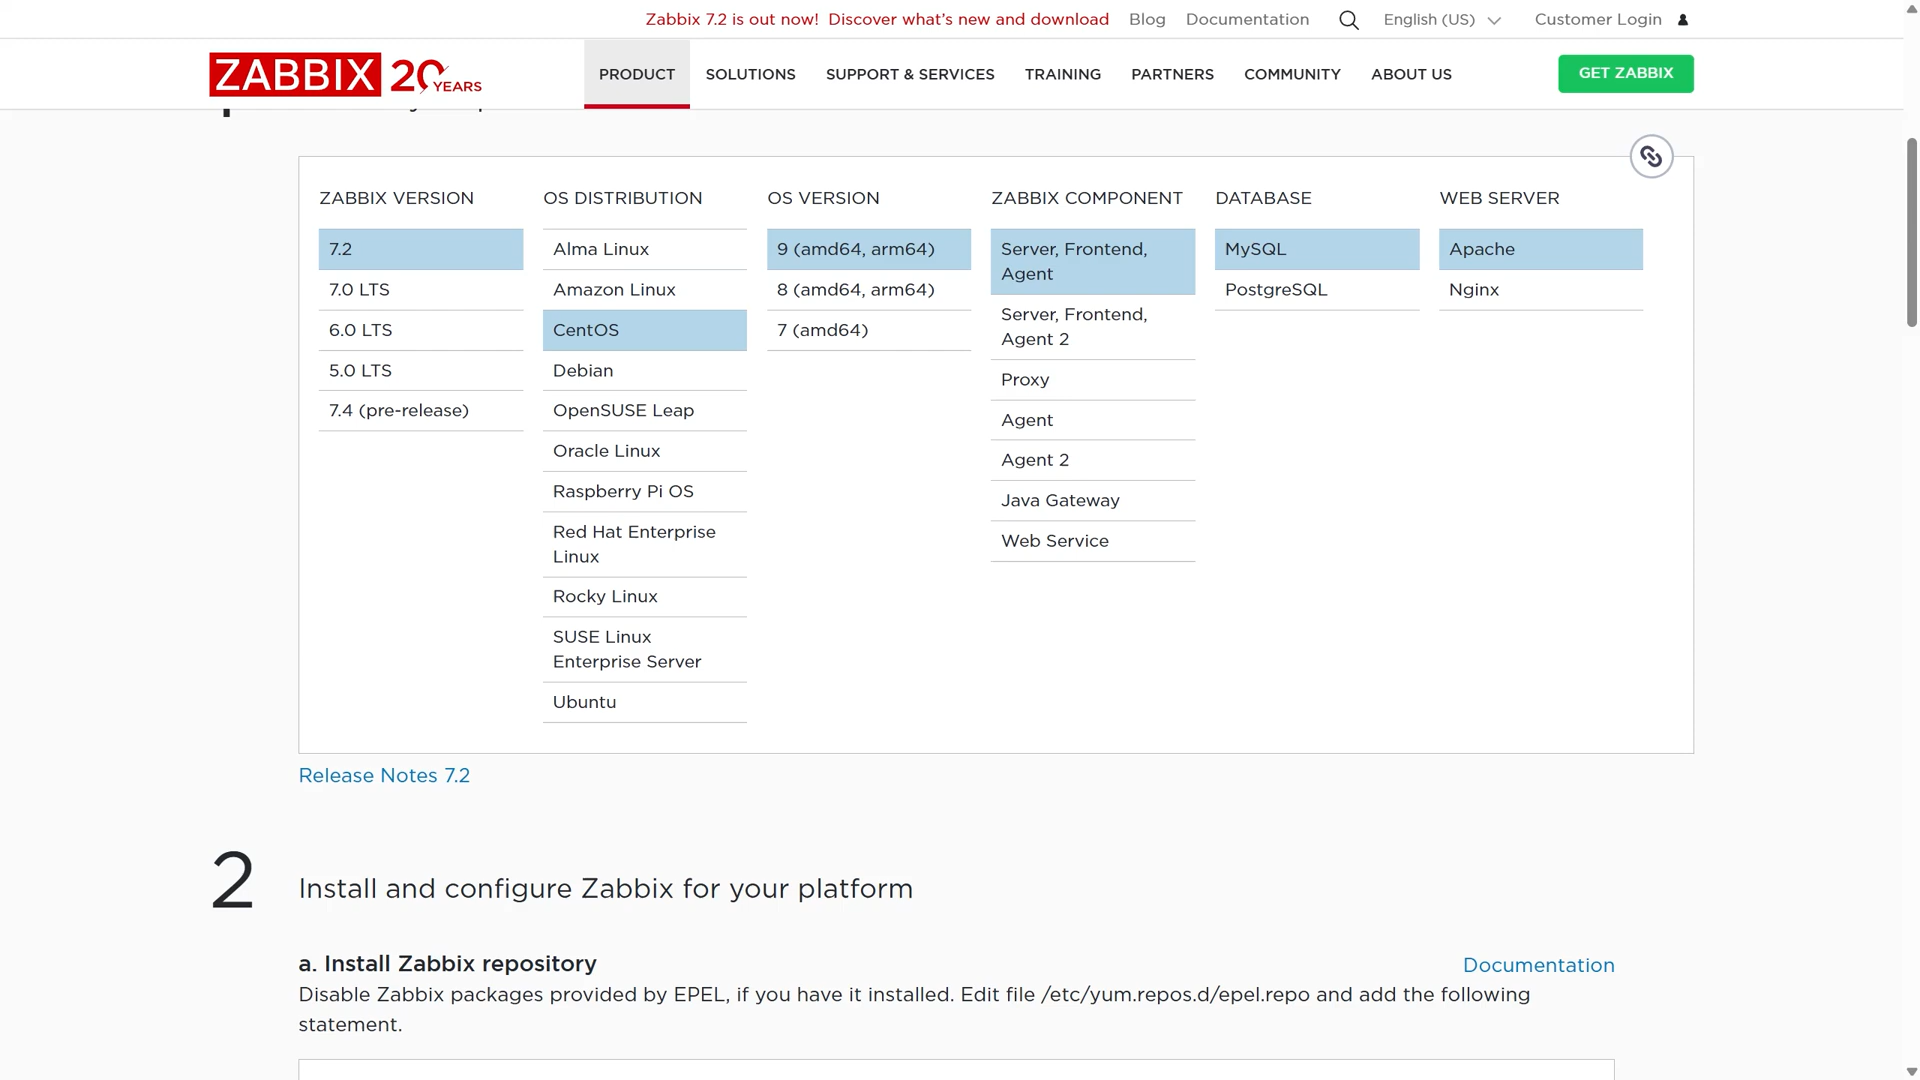 Zabbix 7.2 is out now!  Discover what's new and download
Blog
Documentation
English (US)
Customer Login
ZABBIX 20 YEARS
PRODUCT
SOLUTIONS
SUPPORT & SERVICES
TRAINING
PARTNERS
COMMUNITY
ABOUT US
GET ZABBIX
ZABBIX VERSION
7.2
7.0 LTS
6.0 LTS
5.0 LTS
7.4 (pre-release)
OS DISTRIBUTION
Alma Linux
Amazon Linux
CentOS
Debian
OpenSUSE Leap
Oracle Linux
Raspberry Pi OS
Red Hat Enterprise
Linux
Rocky Linux
SUSE Linux
Enterprise Server
Ubuntu
OS VERSION
9 (amd64, arm64)
8 (amd64, arm64)
7 (amd64)
ZABBIX COMPONENT
Server, Frontend,
Agent
Server, Frontend,
Agent 2
Proxy
Agent
Agent 2
Java Gateway
Web Service
DATABASE
MySQL
PostgreSQL
WEB SERVER
Apache
Nginx
Release Notes 7.2
2
Install and configure Zabbix for your platform
a. Install Zabbix repository
Documentation
Disable Zabbix packages provided by EPEL, if you have it installed. Edit file /etc/yum.repos.d/epel.repo and add the following
statement.